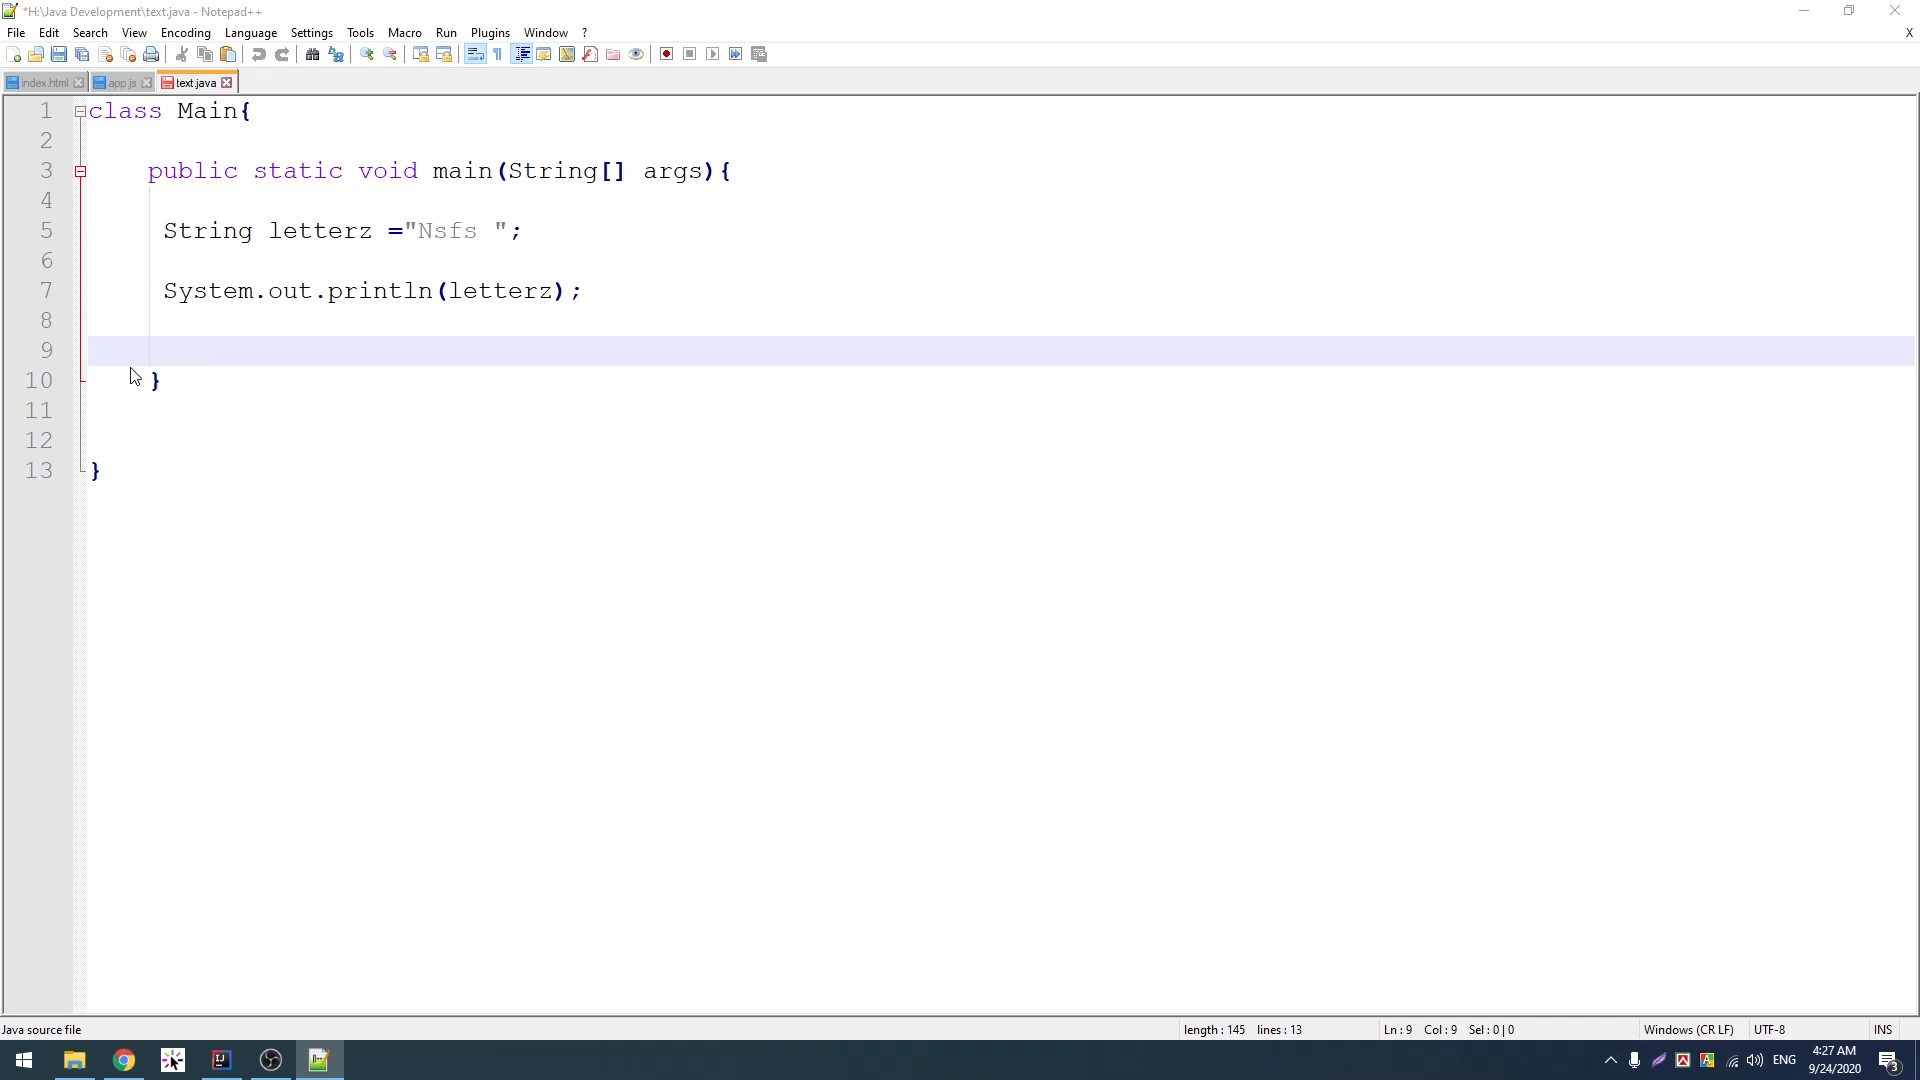 *H:\Java Development\text.java - Notepad++
File Edit Search View Encoding Language Settings Tools Macro Run Plugins Window ? X
index.html app.js text.java
1 class Main{
2
3 public static void main(String[] args){
4
5 String letterz ="Nsfs ";
6
7 System.out.println(letterz);
8
9
10 }
11
12
13 }
Java source file length : 145 lines : 13 Ln : 9 Col : 9 Sel : 0 | 0 Windows (CR LF) UTF-8 INS
ENG 4:27 AM
9/24/2020 3